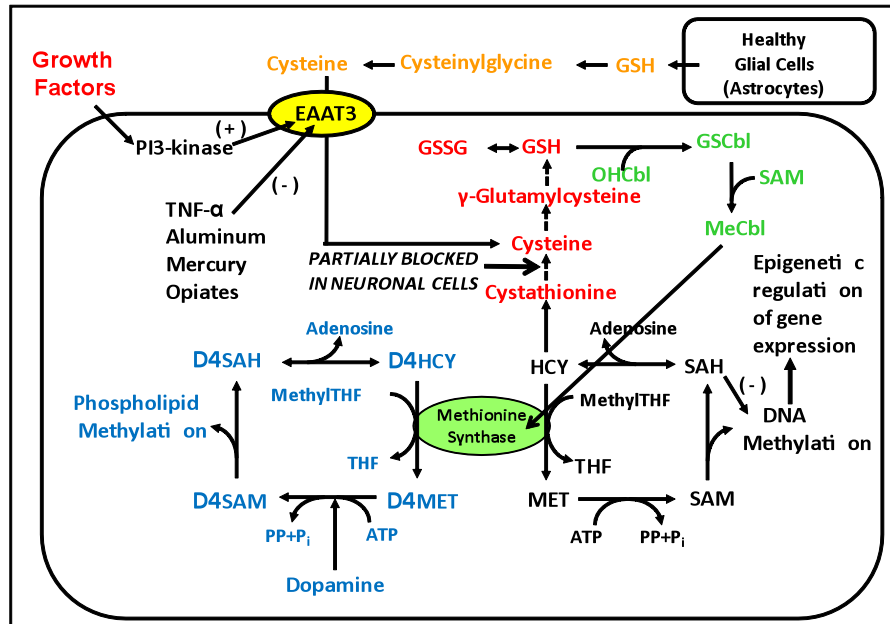 Growth
Factors
Cysteine
Cysteinylglycine
GSH
Healthy
Glial Cells
(Astrocytes)
EAAT3
PI3-kinase
(+)
(-)
TNF-α
Aluminum
Mercury
Opiates
GSSG
GSH
OHCbl
GSCbl
SAM
MeCbl
γ-Glutamylcysteine
Cysteine
PARTIALLY BLOCKED
IN NEURONAL CELLS
Cystathionine
Epigeneti c
regulati on
of gene
expression
Adenosine
D4SAH
D4HCY
MethylTHF
Phospholipid
Methylati on
THF
D4SAM
D4MET
PP+Pi
ATP
Dopamine
Methionine
Synthase
Adenosine
HCY
SAH
(-)
MethylTHF
DNA
Methylati on
THF
MET
SAM
ATP
PP+Pi